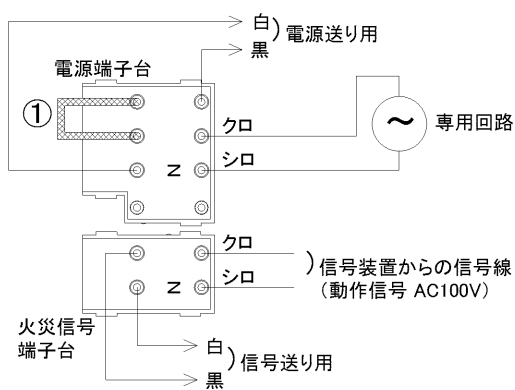 白
黒
電源送り用
電源端子台
①
クロ
シロ
N
～
専用回路
クロ
シロ
N
信号装置からの信号線
（動作信号 AC100V）
火災信号
端子台
白
黒
信号送り用